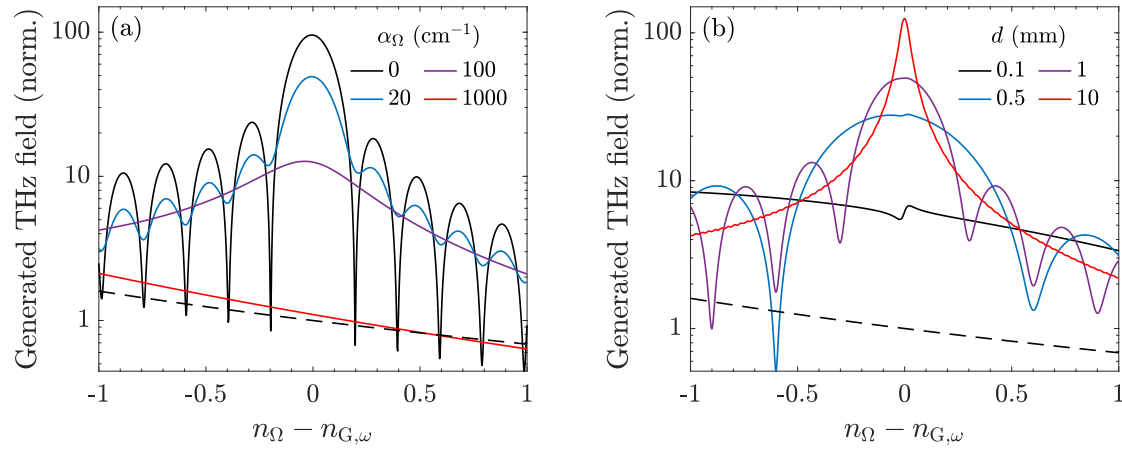 (a)
α_Ω (cm⁻¹)
0 100
20 1000
Generated THz field (norm.)
100
10
1
-1 -0.5 0 0.5 1
n_Ω − n_G,ω
(b)
d (mm)
0.1 1
0.5 10
Generated THz field (norm.)
100
10
1
-1 -0.5 0 0.5 1
n_Ω − n_G,ω